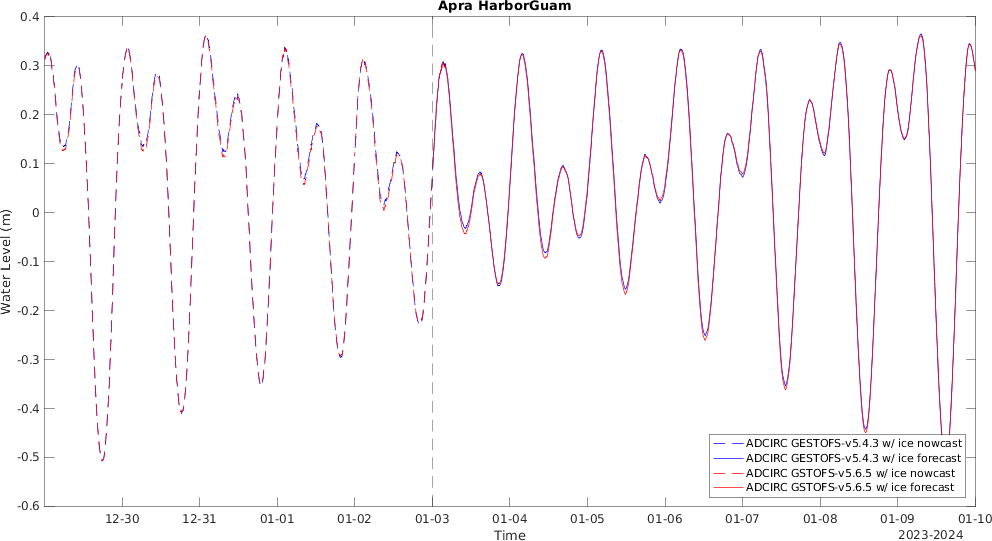 Apra HarborGuam
0.4
0.3
0.2
0.1
0
-0.1
-0.2
-0.3
-0.4
-0.5
-0.6
Water Level (m)
ADCIRC GESTOFS-v5.4.3 w/ ice nowcast
ADCIRC GESTOFS-v5.4.3 w/ ice forecast
ADCIRC GSTOFS-v5.6.5 w/ ice nowcast
ADCIRC GSTOFS-v5.6.5 w/ ice forecast
12-30 12-31 01-01 01-02 01-03 01-04 01-05 01-06 01-07 01-08 01-09 01-10
Time
2023-2024